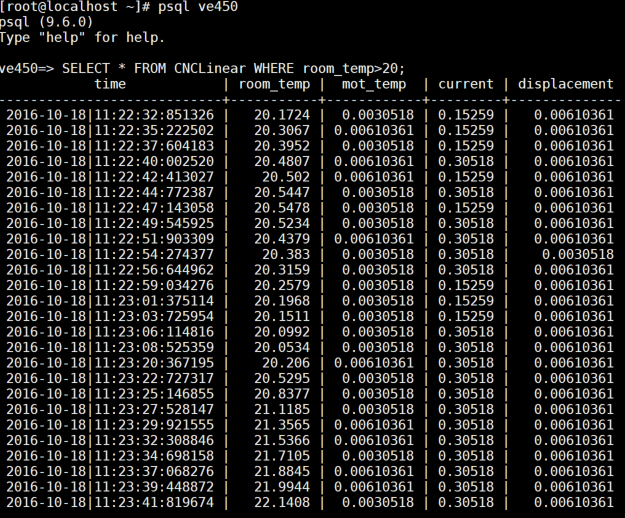 [root@localhost ~]# psql ve450
psql (9.6.0)
Type "help" for help.
ve450=> SELECT * FROM CNCLinear WHERE room_temp>20;
time | room_temp | mot_temp | current | displacement
----------------------------+-----------+------------+---------+--------------
2016-10-18|11:22:32:851326 | 20.1724 | 0.0030518 | 0.15259 | 0.00610361
2016-10-18|11:22:35:222502 | 20.3067 | 0.00610361 | 0.15259 | 0.00610361
2016-10-18|11:22:37:604183 | 20.3952 | 0.0030518 | 0.15259 | 0.00610361
2016-10-18|11:22:40:002520 | 20.4807 | 0.00610361 | 0.30518 | 0.00610361
2016-10-18|11:22:42:413027 | 20.502 | 0.00610361 | 0.15259 | 0.00610361
2016-10-18|11:22:44:772387 | 20.5447 | 0.0030518 | 0.30518 | 0.00610361
2016-10-18|11:22:47:143058 | 20.5478 | 0.0030518 | 0.15259 | 0.00610361
2016-10-18|11:22:49:545925 | 20.5234 | 0.0030518 | 0.30518 | 0.00610361
2016-10-18|11:22:51:903309 | 20.4379 | 0.00610361 | 0.30518 | 0.00610361
2016-10-18|11:22:54:274377 | 20.383 | 0.0030518 | 0.30518 | 0.0030518
2016-10-18|11:22:56:644962 | 20.3159 | 0.0030518 | 0.15259 | 0.00610361
2016-10-18|11:22:59:034276 | 20.2579 | 0.0030518 | 0.15259 | 0.00610361
2016-10-18|11:23:01:375114 | 20.1968 | 0.0030518 | 0.15259 | 0.00610361
2016-10-18|11:23:03:725954 | 20.1511 | 0.0030518 | 0.15259 | 0.00610361
2016-10-18|11:23:06:114816 | 20.0992 | 0.0030518 | 0.30518 | 0.00610361
2016-10-18|11:23:08:525359 | 20.0534 | 0.0030518 | 0.30518 | 0.00610361
2016-10-18|11:23:20:367195 | 20.206 | 0.00610361 | 0.30518 | 0.00610361
2016-10-18|11:23:22:727317 | 20.5295 | 0.0030518 | 0.30518 | 0.00610361
2016-10-18|11:23:25:146855 | 20.8377 | 0.0030518 | 0.30518 | 0.00610361
2016-10-18|11:23:27:528147 | 21.1185 | 0.0030518 | 0.30518 | 0.00610361
2016-10-18|11:23:29:921555 | 21.3565 | 0.00610361 | 0.30518 | 0.00610361
2016-10-18|11:23:32:308846 | 21.5366 | 0.00610361 | 0.30518 | 0.00610361
2016-10-18|11:23:34:698158 | 21.7105 | 0.0030518 | 0.30518 | 0.00610361
2016-10-18|11:23:37:068276 | 21.8845 | 0.00610361 | 0.30518 | 0.00610361
2016-10-18|11:23:39:448872 | 21.9944 | 0.00610361 | 0.30518 | 0.00610361
2016-10-18|11:23:41:819674 | 22.1408 | 0.0030518 | 0.30518 | 0.00610361